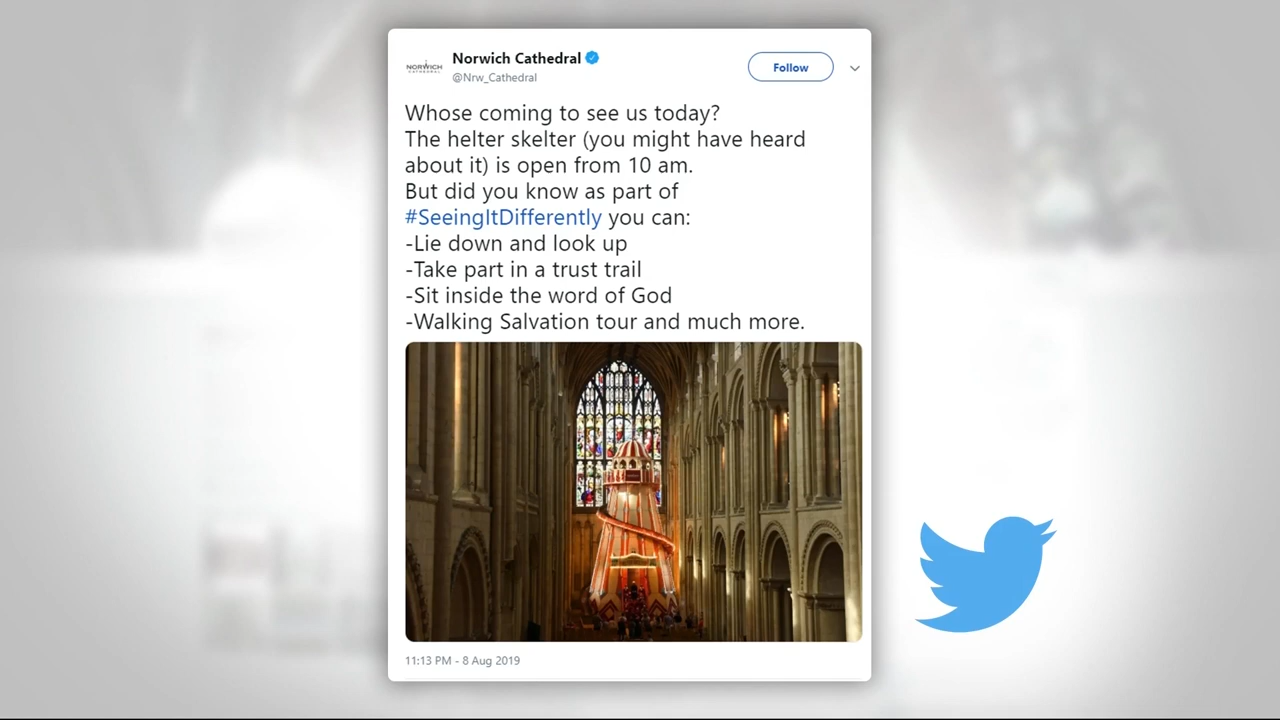 NORWICH
CATHEDRAL
Norwich Cathedral
@Nrw_Cathedral
Follow
Whose coming to see us today?
The helter skelter (you might have heard
about it) is open from 10 am.
But did you know as part of
#SeeingItDifferently you can:
-Lie down and look up
-Take part in a trust trail
-Sit inside the word of God
-Walking Salvation tour and much more.
11:13 PM - 8 Aug 2019